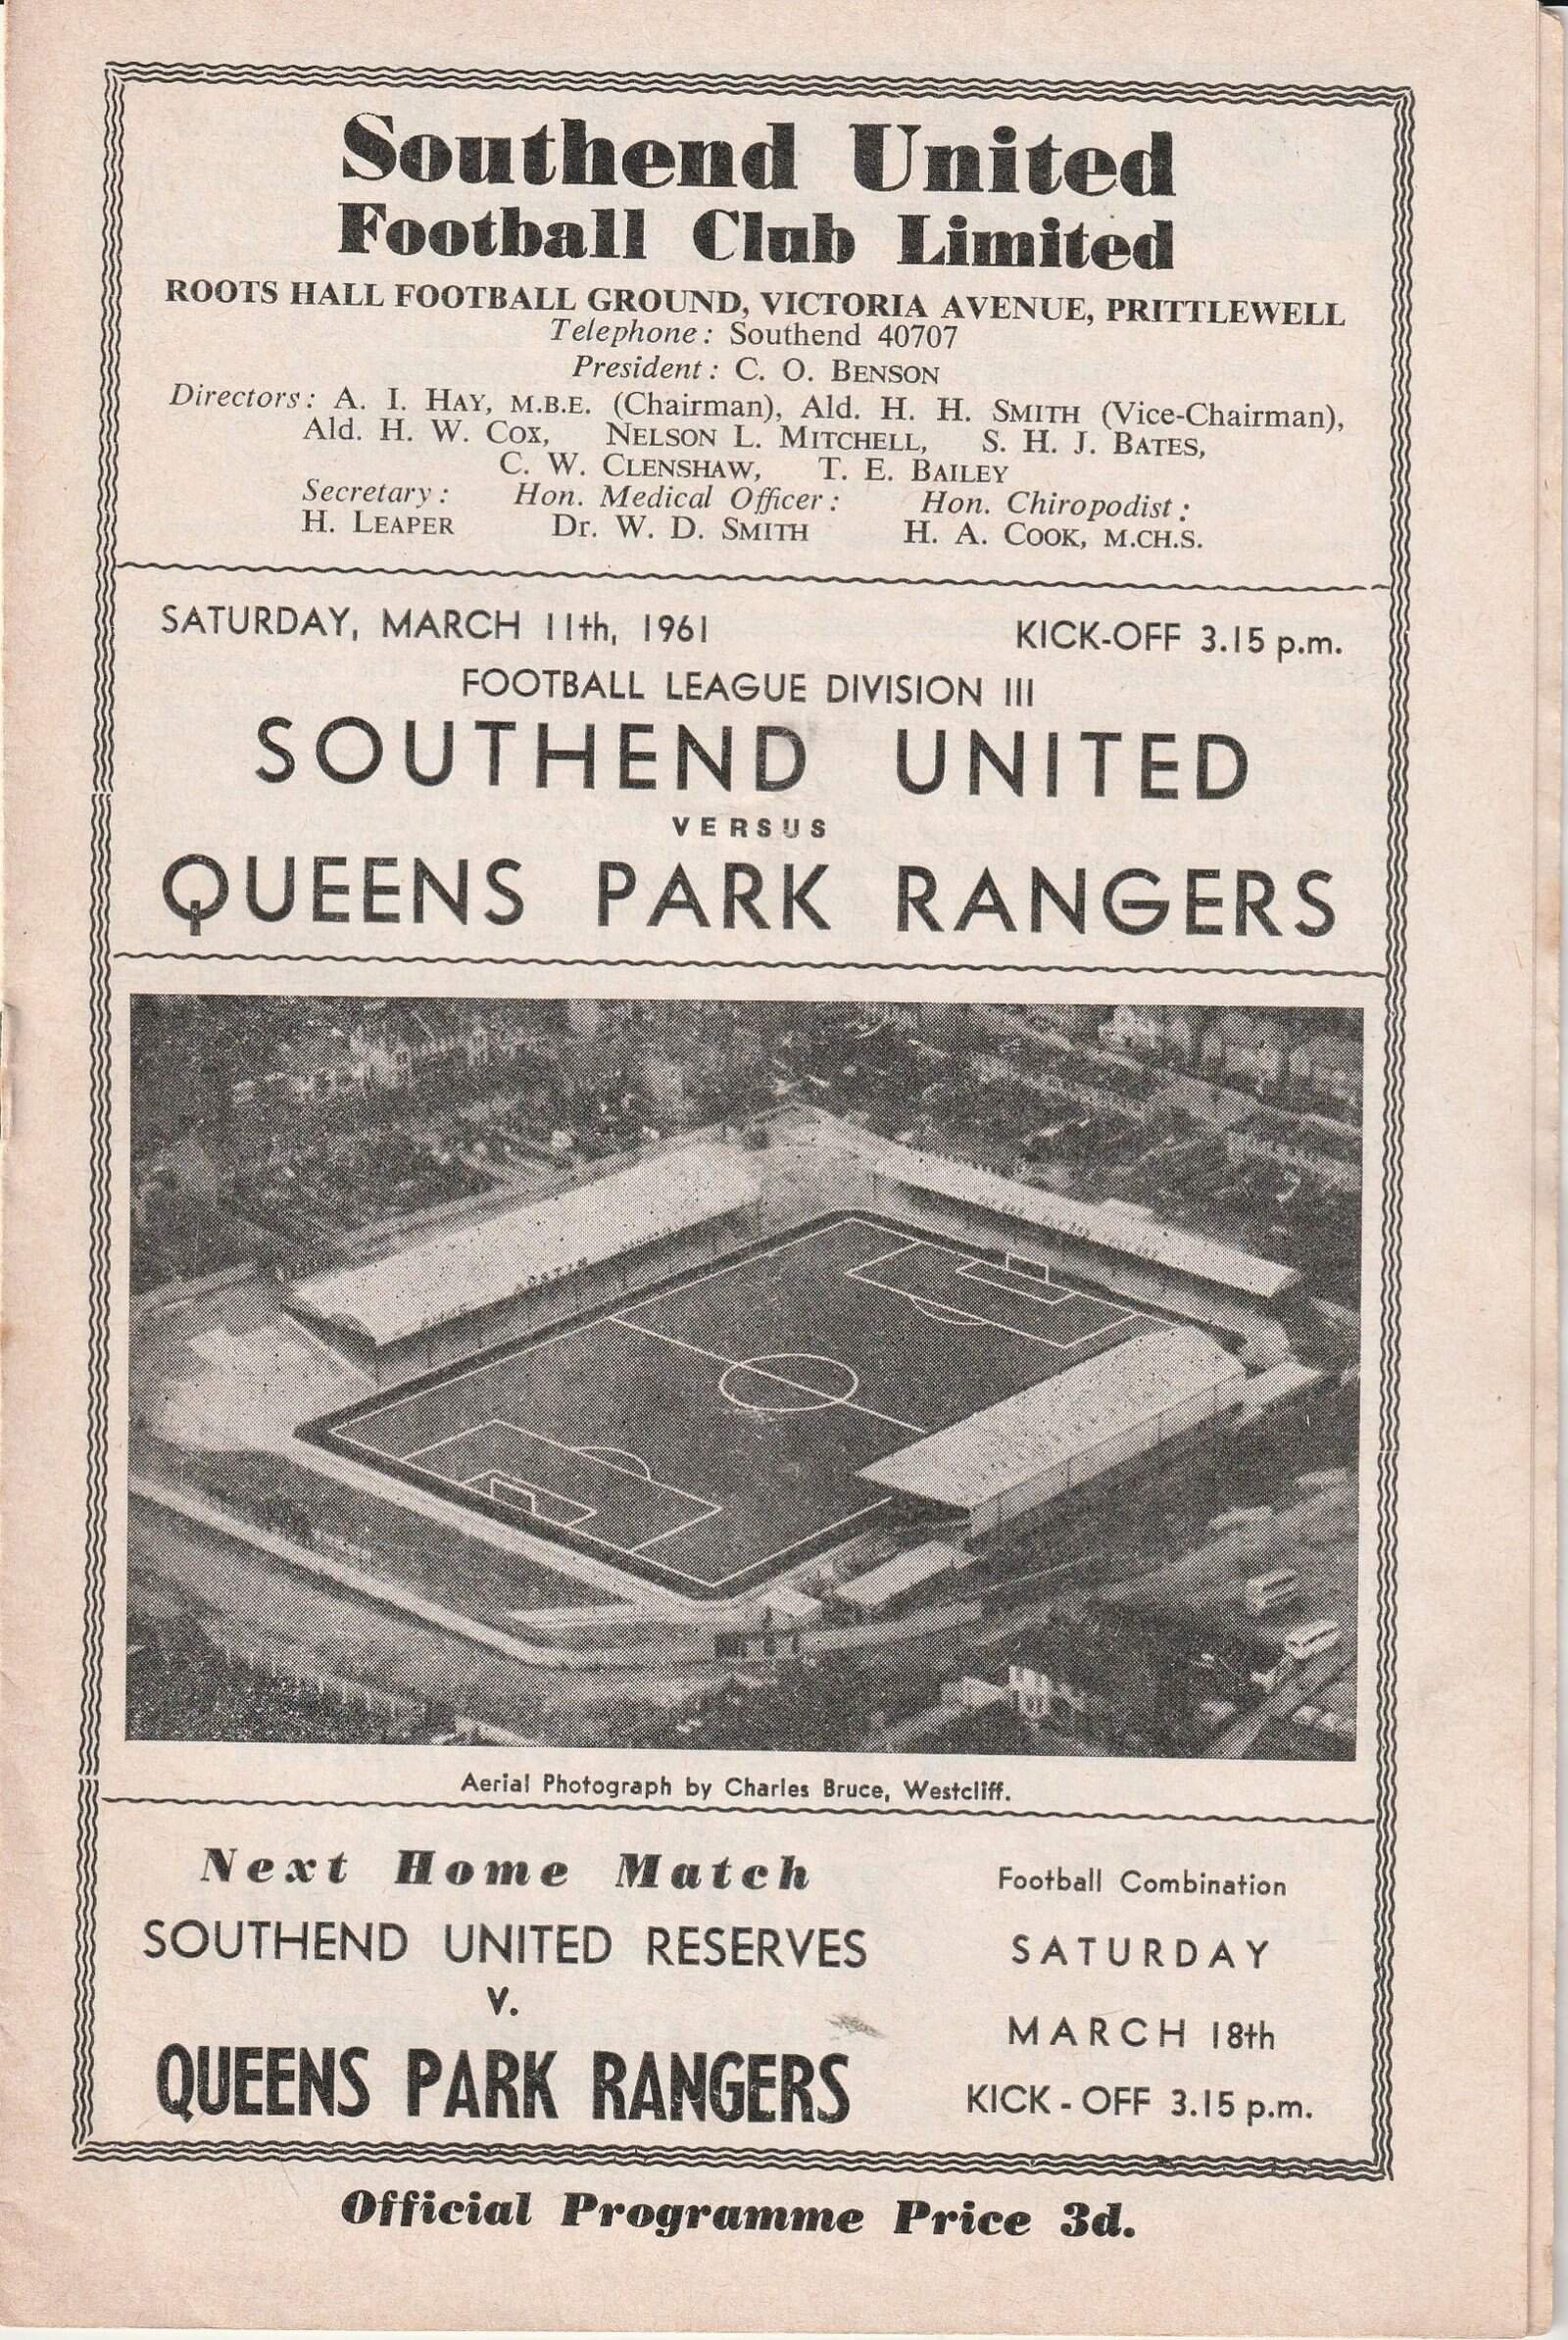 Southend United
Football Club Limited
ROOTS HALL FOOTBALL GROUND, VICTORIA AVENUE, PRITTLEWELL
Telephone: Southend 40707
President: C. O. BENSON
Directors: A. I. HAY, M.B.E. (Chairman), Ald. H. H. SMITH (Vice-Chairman),
Ald. H. W. COX, NELSON L. MITCHELL, S. H. J. BATES,
C. W. CLENSHAW, T. E. BAILEY
Secretary: Hon. Medical Officer: Hon. Chiropodist:
H. LEAPER Dr. W. D. SMITH H. A. COOK, M.CH.S.
SATURDAY, MARCH 11th, 1961 KICK-OFF 3.15 p.m.
FOOTBALL LEAGUE DIVISION III
SOUTHEND UNITED
VERSUS
QUEENS PARK RANGERS
Aerial Photograph by Charles Bruce, Westcliff.
Next Home Match
SOUTHEND UNITED RESERVES
v.
QUEENS PARK RANGERS
Football Combination
SATURDAY
MARCH 18th
KICK-OFF 3.15 p.m.
Official Programme Price 3d.